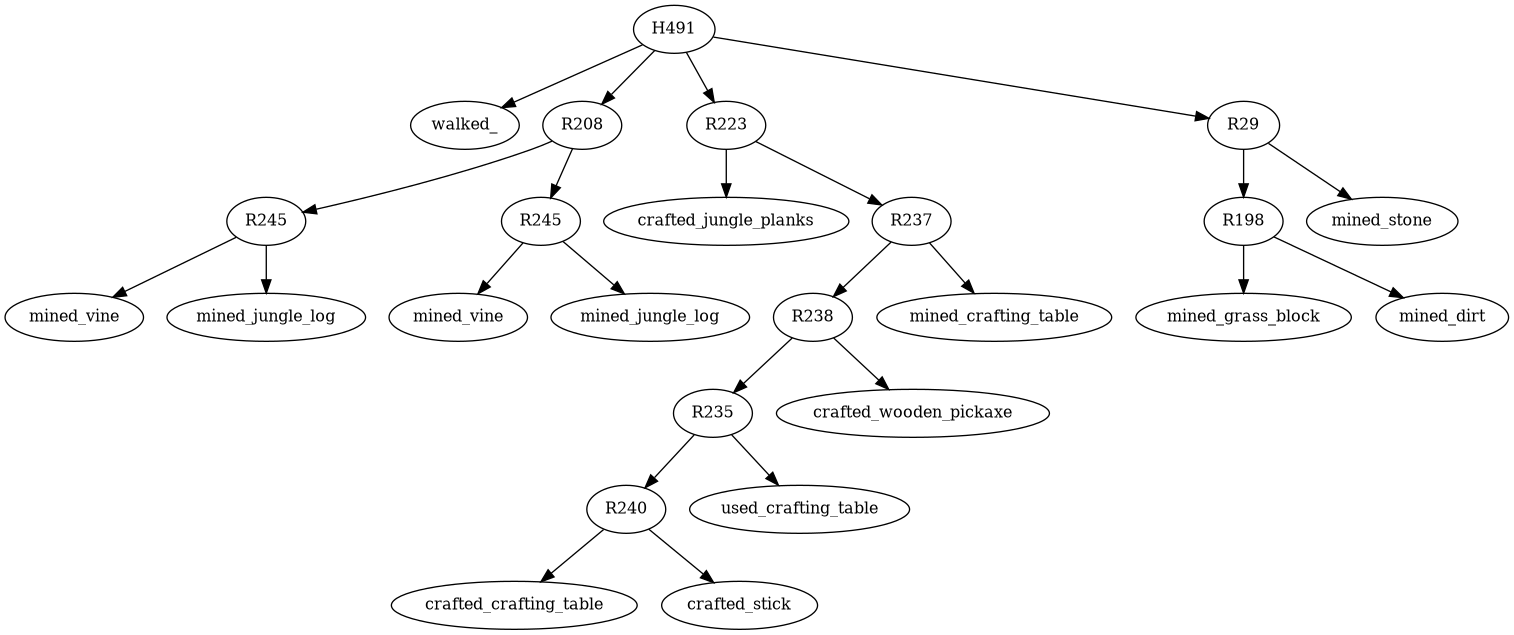 H491
walked_
R208
R223
R29
R245
R245
crafted_jungle_planks
R237
R198
mined_stone
mined_vine
mined_jungle_log
mined_vine
mined_jungle_log
R238
mined_crafting_table
mined_grass_block
mined_dirt
R235
crafted_wooden_pickaxe
R240
used_crafting_table
crafted_crafting_table
crafted_stick